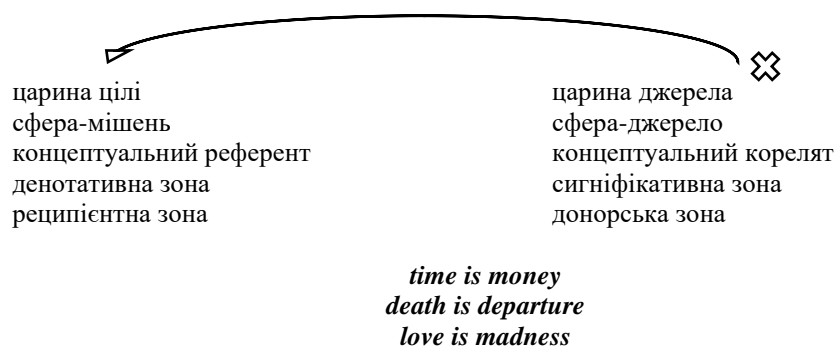 царина цілі
сфера-мішень
концептуальний референт
денотативна зона
реципієнтна зона
царина джерела
сфера-джерело
концептуальний корелят
сигніфікативна зона
донорська зона
time is money
death is departure
love is madness